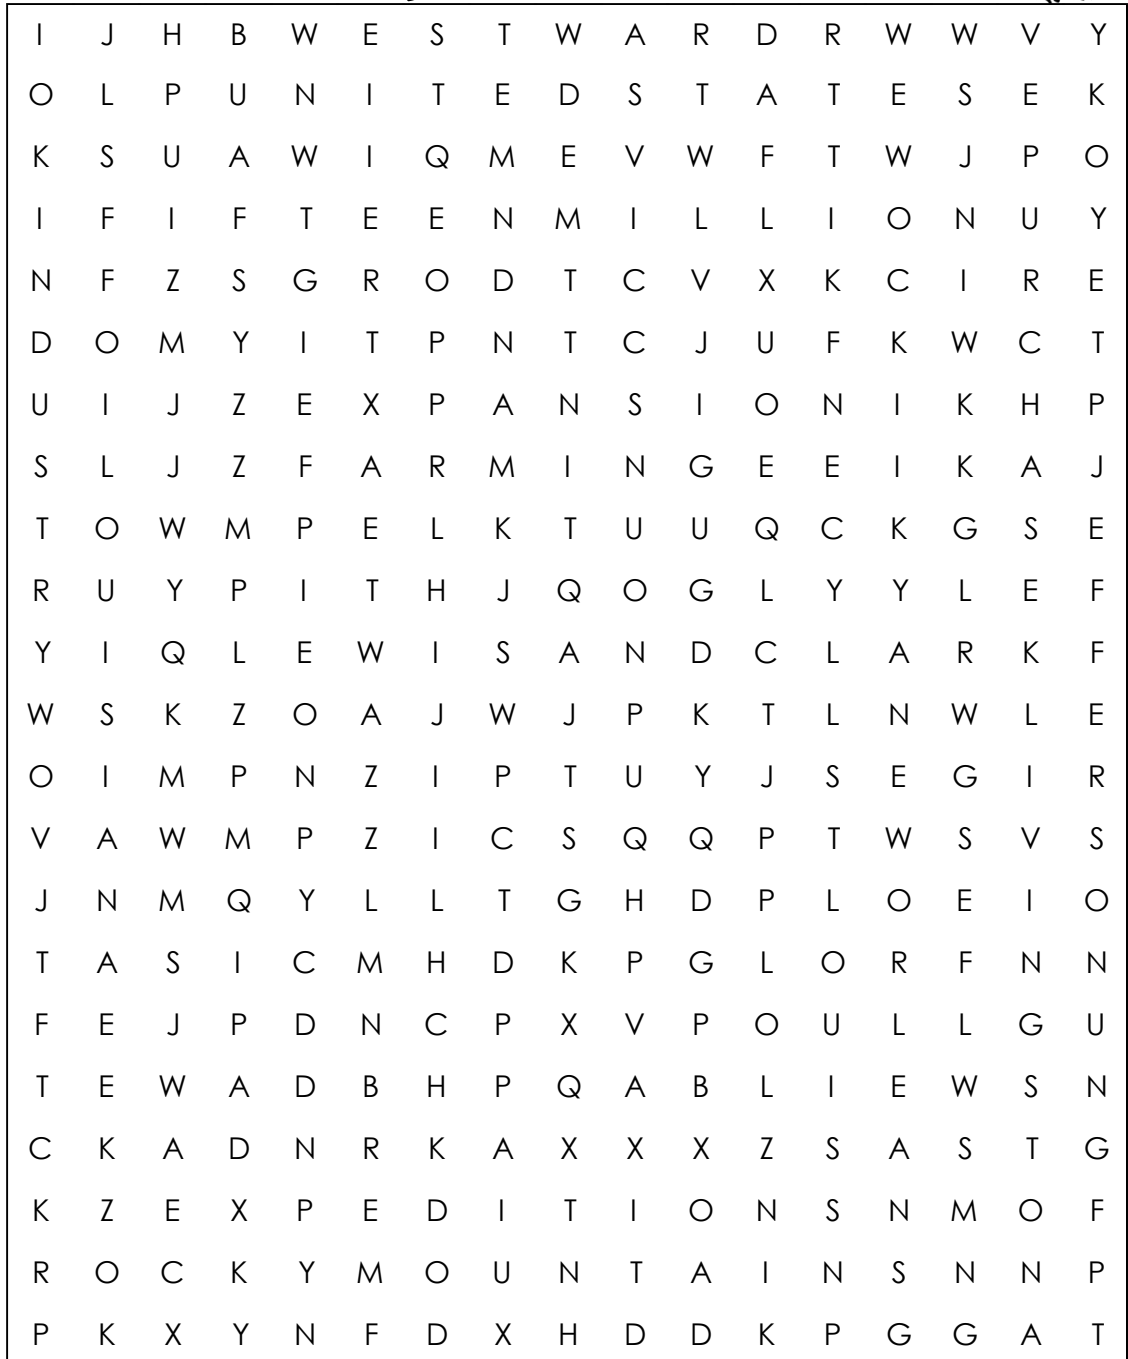 I J H B W E S T W A R D R W W V Y
O L P U N I T E D S T A T E S E K
K S U A W I Q M E V W F T W J P O
I F I F T E E N M I L L I O N U Y
N F Z S G R O D T C V X K C I R E
D O M Y I T P N T C J U F K W C T
U I J Z E X P A N S I O N I K H P
S L J Z F A R M I N G E E I K A J
T O W M P E L K T U U Q C K G S E
R U Y P I T H J Q O G L Y Y L E F
Y I Q L E W I S A N D C L A R K F
W S K Z O A J W J P K T L N W L E
O I M P N Z I P T U Y J S E G I R
V A W M P Z I C S Q Q P T W S V S
J N M Q Y L L T G H D P L O E I O
T A S I C M H D K P G L O R F N N
F E J P D N C P X V P O U L L G U
T E W A D B H P Q A B L I E W S N
C K A D N R K A X X X Z S A S T G
K Z E X P E D I T I O N S N M O F
R O C K Y M O U N T A I N S N N P
P K X Y N F D X H D D K P G G A T